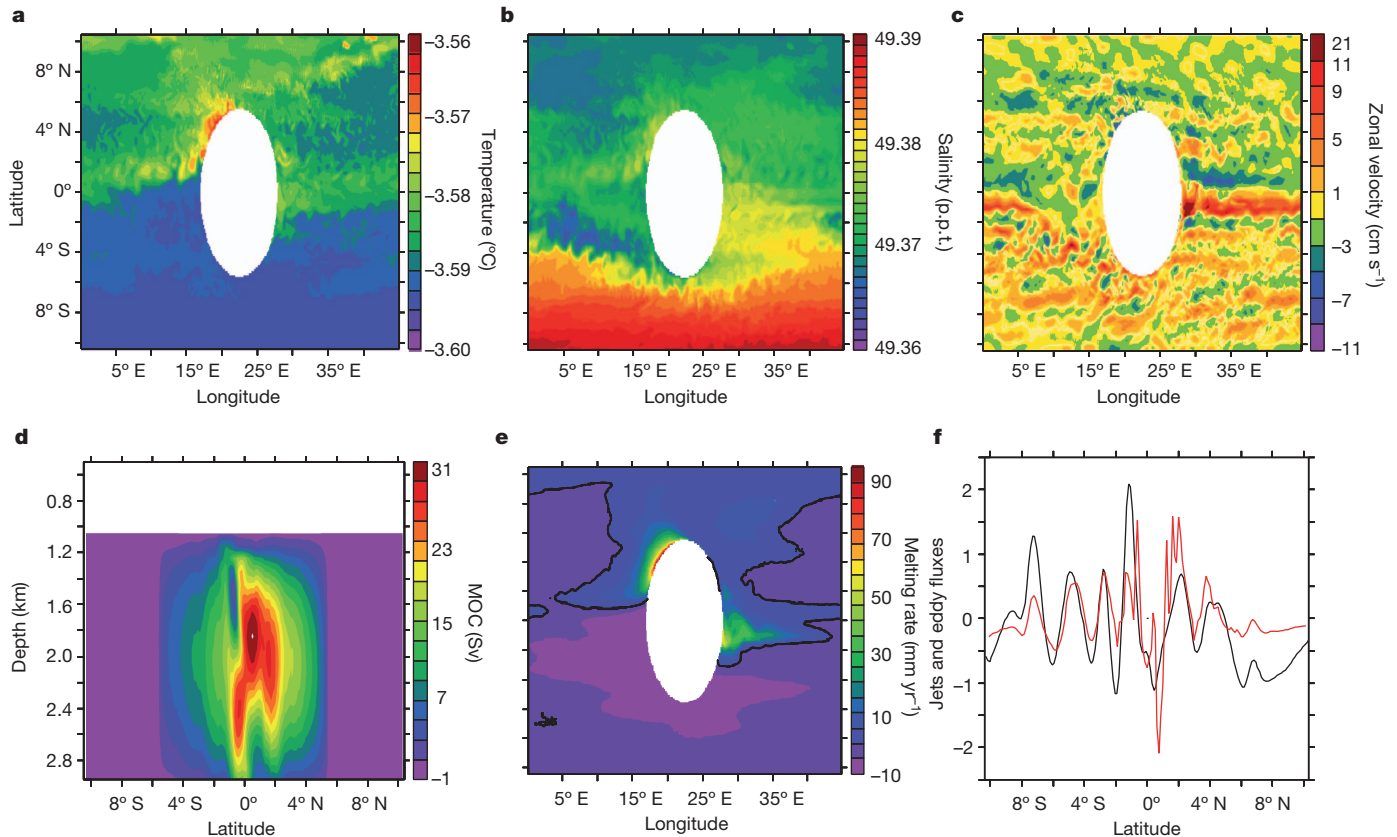 a
8° N
4° N
0°
4° S
8° S
Latitude
5° E 15° E 25° E 35° E
Longitude
–3.56
–3.57
–3.58
–3.59
–3.60
Temperature (°C)
b
5° E 15° E 25° E 35° E
Longitude
49.39
49.38
49.37
49.36
Salinity (p.p.t.)
c
5° E 15° E 25° E 35° E
Longitude
21
11
9
5
1
–3
–7
–11
Zonal velocity (cm s–1)
d
0.8
1.2
1.6
2.0
2.4
2.8
Depth (km)
8° S 4° S 0° 4° N 8° N
Latitude
31
23
15
7
–1
MOC (Sv)
e
5° E 15° E 25° E 35° E
Longitude
90
70
50
30
10
–10
Melting rate (mm yr–1)
f
2
1
0
–1
–2
Jets and eddy fluxes
8° S 4° S 0° 4° N 8° N
Latitude